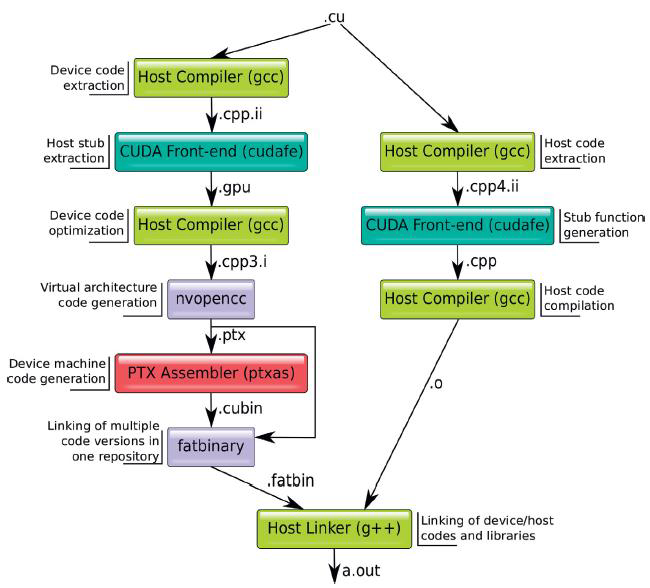 .cu
Device code
extraction
Host Compiler (gcc)
.cpp.ii
Host stub
extraction
CUDA Front-end (cudafe)
Host Compiler (gcc)
Host code
extraction
.gpu
.cpp4.ii
Device code
optimization
Host Compiler (gcc)
CUDA Front-end (cudafe)
Stub function
generation
.cpp3.i
.cpp
Virtual architecture
code generation
nvopencc
Host Compiler (gcc)
Host code
compilation
.ptx
Device machine
code generation
PTX Assembler (ptxas)
.o
.cubin
Linking of multiple
code versions in
one repository
fatbinary
.fatbin
Host Linker (g++)
Linking of device/host
codes and libraries
a.out